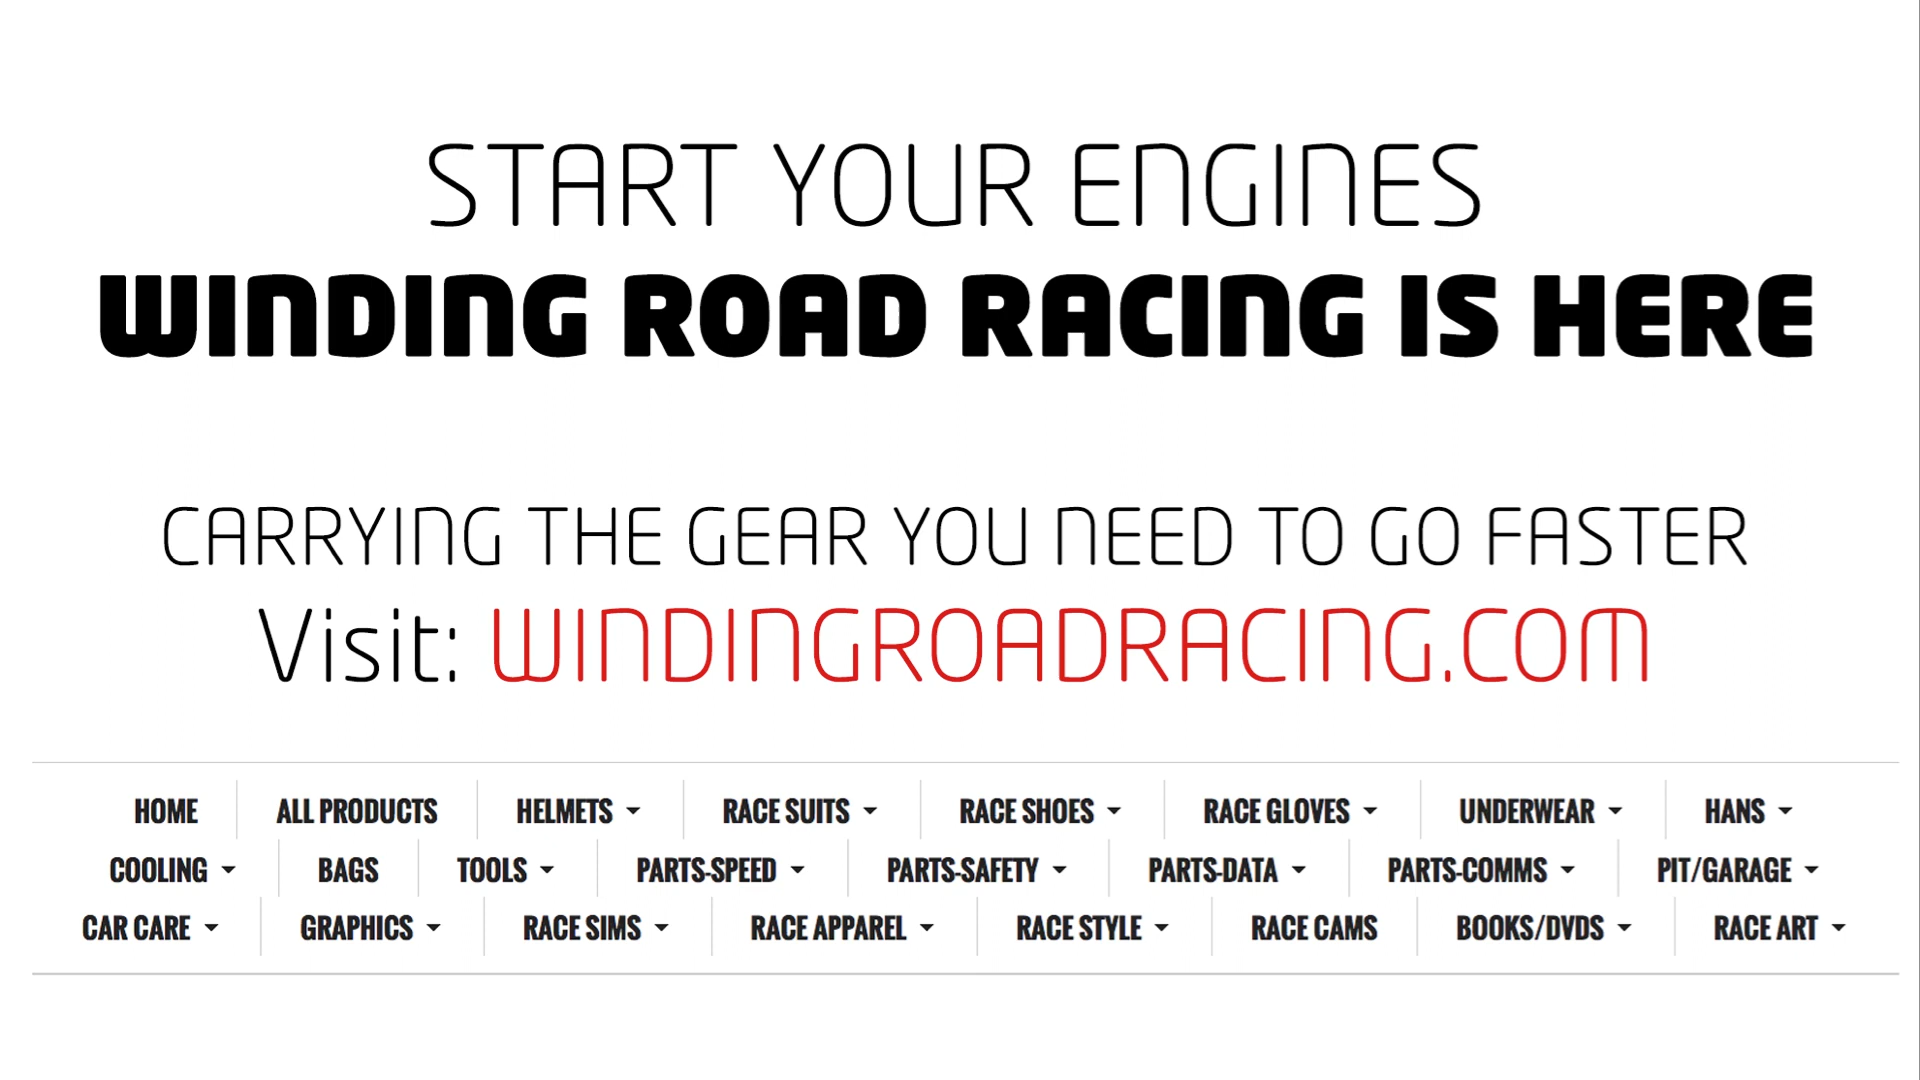 START YOUR ENGINES
WINDING ROAD RACING IS HERE
CARRYING THE GEAR YOU NEED TO GO FASTER
Visit: WINDINGROADRACING.COM
HOME ALL PRODUCTS HELMETS RACE SUITS RACE SHOES RACE GLOVES UNDERWEAR HANS
COOLING BAGS TOOLS PARTS-SPEED PARTS-SAFETY PARTS-DATA PARTS-COMMS PIT/GARAGE
CAR CARE GRAPHICS RACE SIMS RACE APPAREL RACE STYLE RACE CAMS BOOKS/DVDS RACE ART